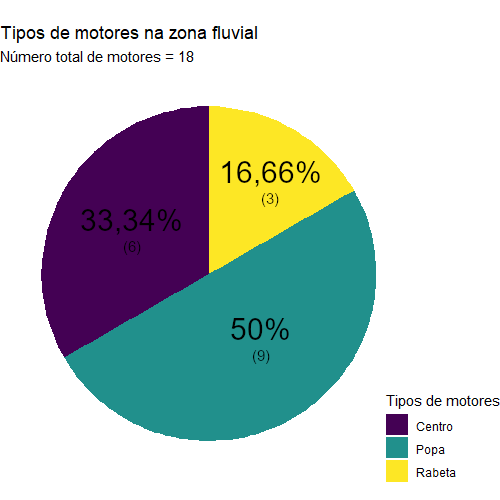 Tipos de motores na zona fluvial
Número total de motores = 18
16,66%
(3)
33,34%
(6)
50%
(9)
Tipos de motores
Centro
Popa
Rabeta